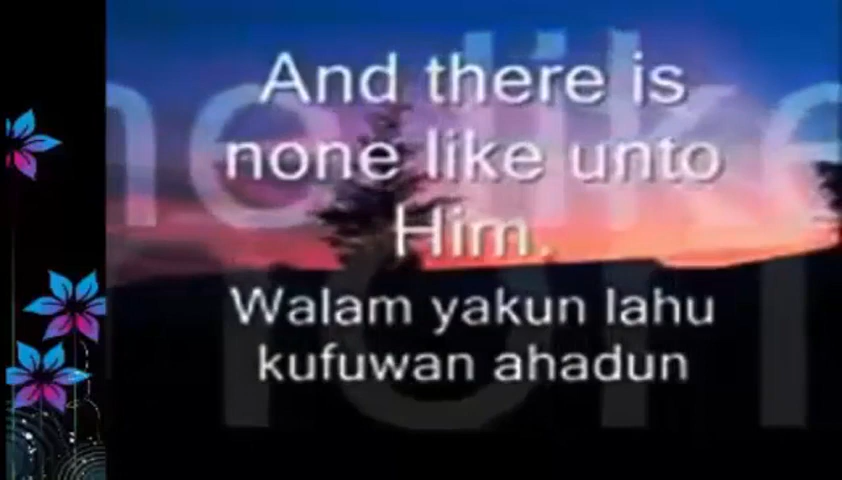 And there is
none like unto
Him.
Walam yakun lahu
kufuwan ahadun